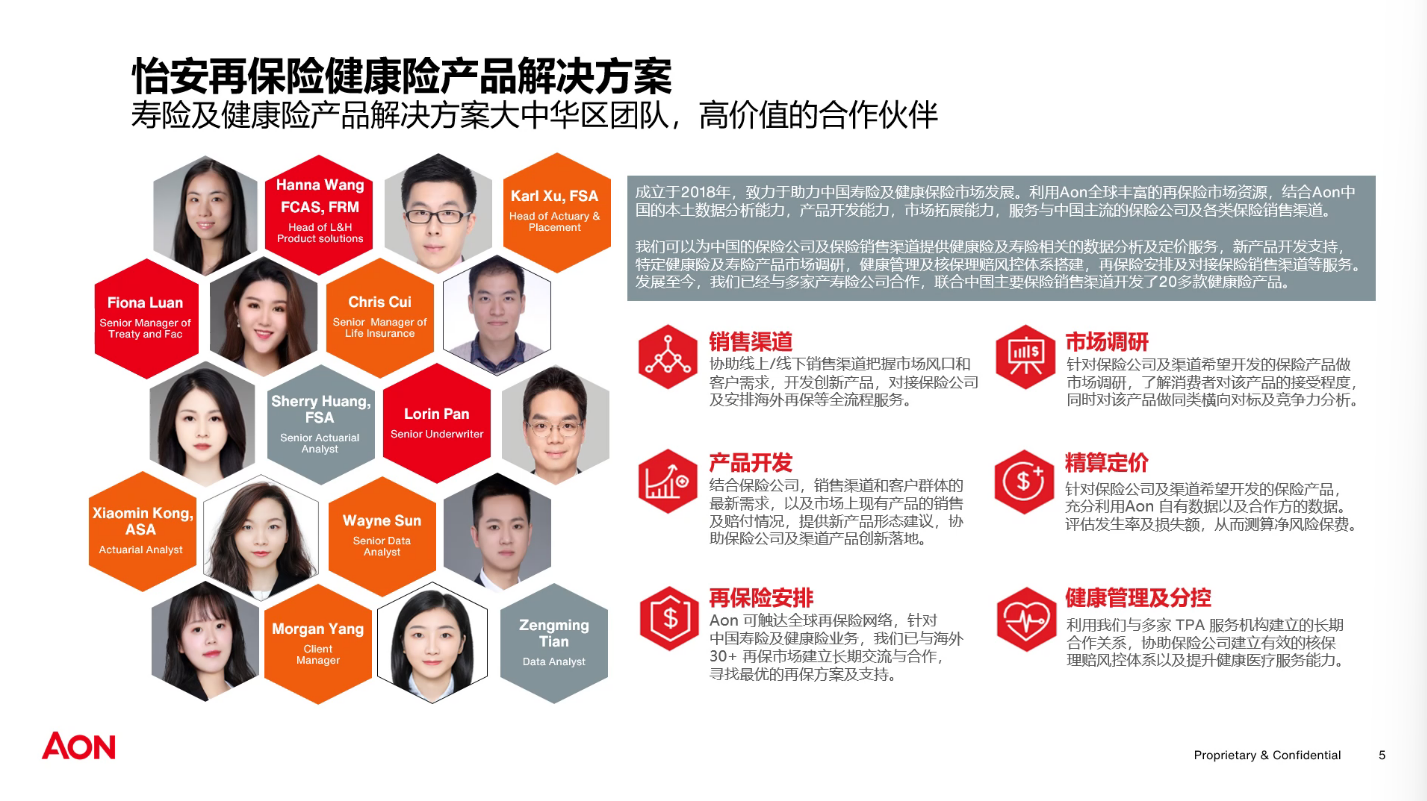 怡安再保险健康险产品解决方案
寿险及健康险产品解决方案大中华区团队，高价值的合作伙伴
Hanna Wang
FCAS, FRM
Head of L&H
Product solutions
Karl Xu, FSA
Head of Actuary &
Placement
Fiona Luan
Senior Manager of
Treaty and Fac
Chris Cui
Senior Manager of
Life Insurance
Sherry Huang,
FSA
Senior Actuarial
Analyst
Lorin Pan
Senior Underwriter
Xiaomin Kong,
ASA
Actuarial Analyst
Wayne Sun
Senior Data
Analyst
Morgan Yang
Client
Manager
Zengming
Tian
Data Analyst
成立于2018年，致力于助力中国寿险及健康保险市场发展。利用Aon全球丰富的再保险市场资源，结合Aon中
国的本土数据分析能力，产品开发能力，市场拓展能力，服务与中国主流的保险公司及各类保险销售渠道。
我们可以为中国的保险公司及保险销售渠道提供健康险及寿险相关的数据分析及定价服务，新产品开发支持，
特定健康险及寿险产品市场调研，健康管理及核保理赔风控体系搭建，再保险安排及对接保险销售渠道等服务。
发展至今，我们已经与多家产寿险公司合作，联合中国主要保险销售渠道开发了20多款健康险产品。
销售渠道
协助线上/线下销售渠道把握市场风口和
客户需求，开发创新产品，对接保险公司
及安排海外再保等全流程服务。
市场调研
针对保险公司及渠道希望开发的保险产品做
市场调研，了解消费者对该产品的接受程度，
同时对该产品做同类横向对标及竞争力分析。
产品开发
结合保险公司，销售渠道和客户群体的
最新需求，以及市场上现有产品的销售
及赔付情况，提供新产品形态建议，协
助保险公司及渠道产品创新落地。
精算定价
针对保险公司及渠道希望开发的保险产品，
充分利用Aon 自有数据以及合作方的数据。
评估发生率及损失额，从而测算净风险保费。
再保险安排
Aon 可触达全球再保险网络，针对
中国寿险及健康险业务，我们已与海外
30+ 再保市场建立长期交流与合作，
寻找最优的再保方案及支持。
健康管理及分控
利用我们与多家 TPA 服务机构建立的长期
合作关系，协助保险公司建立有效的核保
理赔风控体系以及提升健康医疗服务能力。
AON
Proprietary & Confidential
5